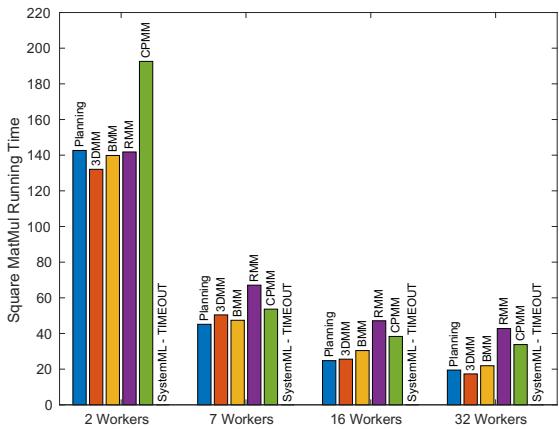 Square MatMul Running Time
220
200
180
160
140
120
100
80
60
40
20
0
Planning
3DMM
BMM
RMM
CPMM
SystemML - TIMEOUT
Planning
3DMM
BMM
RMM
CPMM
SystemML - TIMEOUT
Planning
3DMM
BMM
RMM
CPMM
SystemML - TIMEOUT
Planning
3DMM
BMM
RMM
CPMM
SystemML - TIMEOUT
2 Workers
7 Workers
16 Workers
32 Workers